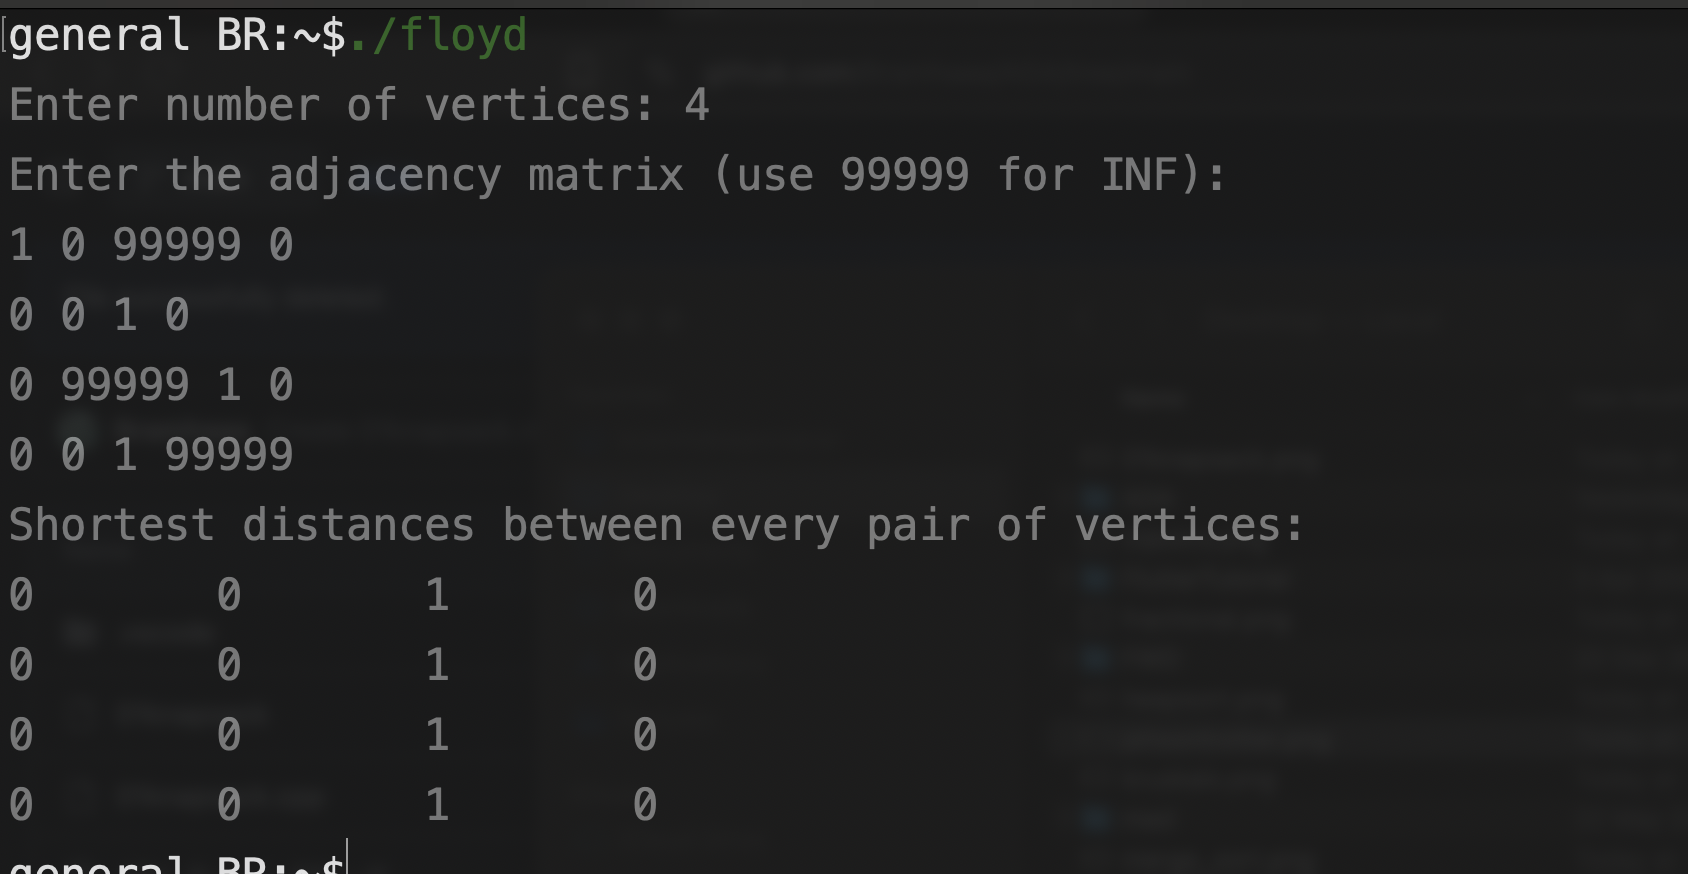 general BR:~$./floyd
Enter number of vertices: 4
Enter the adjacency matrix (use 99999 for INF):
1 0 99999 0
0 0 1 0
0 99999 1 0
0 0 1 99999
Shortest distances between every pair of vertices:
0 0 1 0
0 0 1 0
0 0 1 0
0 0 1 0
general BR:~$